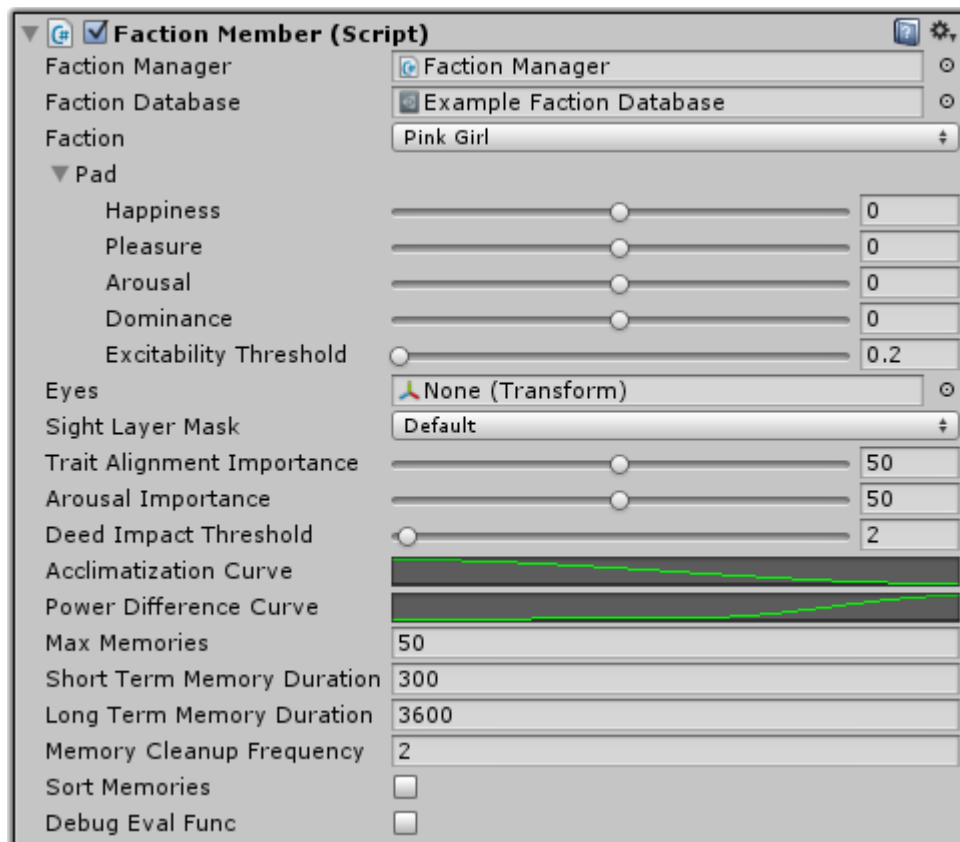 Faction Member (Script)
Faction Manager Faction Manager
Faction Database Example Faction Database
Faction Pink Girl
Pad
Happiness 0
Pleasure 0
Arousal 0
Dominance 0
Excitability Threshold 0.2
Eyes None (Transform)
Sight Layer Mask Default
Trait Alignment Importance 50
Arousal Importance 50
Deed Impact Threshold 2
Acclimatization Curve
Power Difference Curve
Max Memories 50
Short Term Memory Duration 300
Long Term Memory Duration 3600
Memory Cleanup Frequency 2
Sort Memories
Debug Eval Func